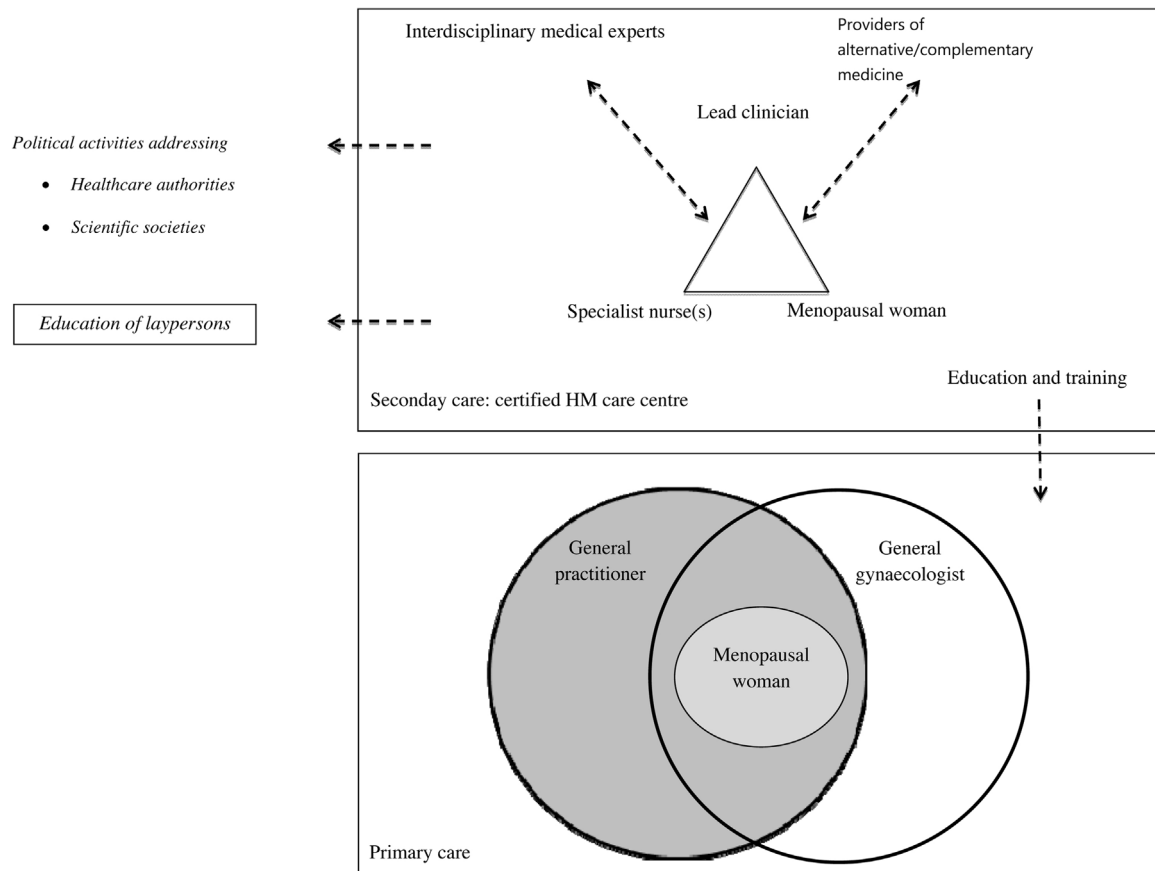 Interdisciplinary medical experts
Providers of
alternative/complementary
medicine
Lead clinician
Political activities addressing
• Healthcare authorities
• Scientific societies
Specialist nurse(s)
Menopausal woman
Education of laypersons
Education and training
Seconday care: certified HM care centre
General
practitioner
General
gynaecologist
Menopausal
woman
Primary care